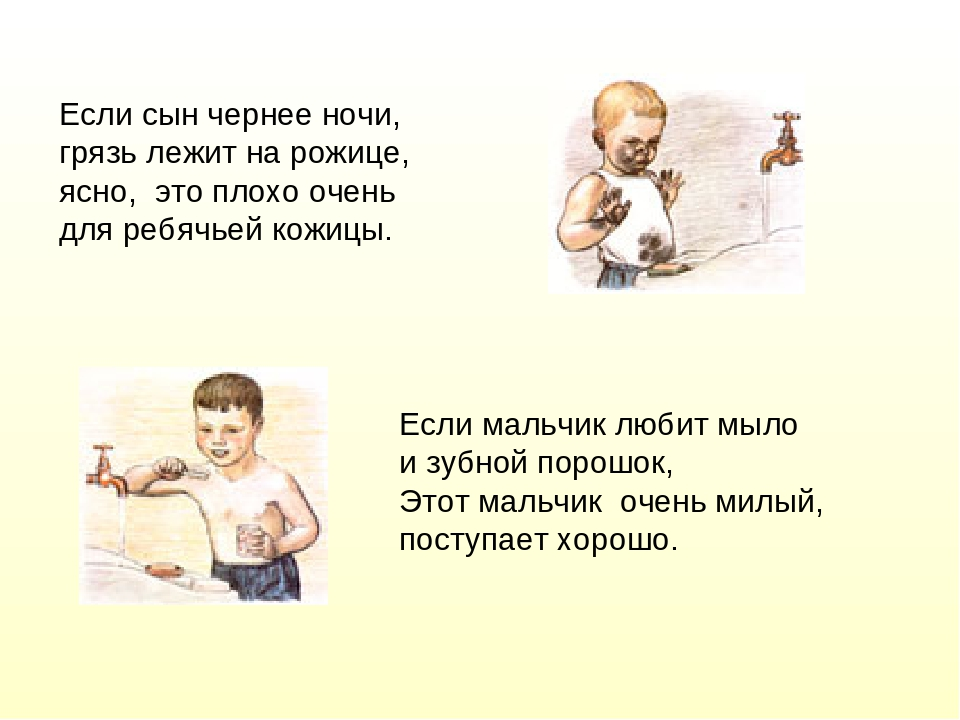 Если сын чернее ночи,
грязь лежит на рожице,
ясно,  это плохо очень
для ребячьей кожицы.
Если мальчик любит мыло
и зубной порошок,
Этот мальчик  очень милый,
поступает хорошо.